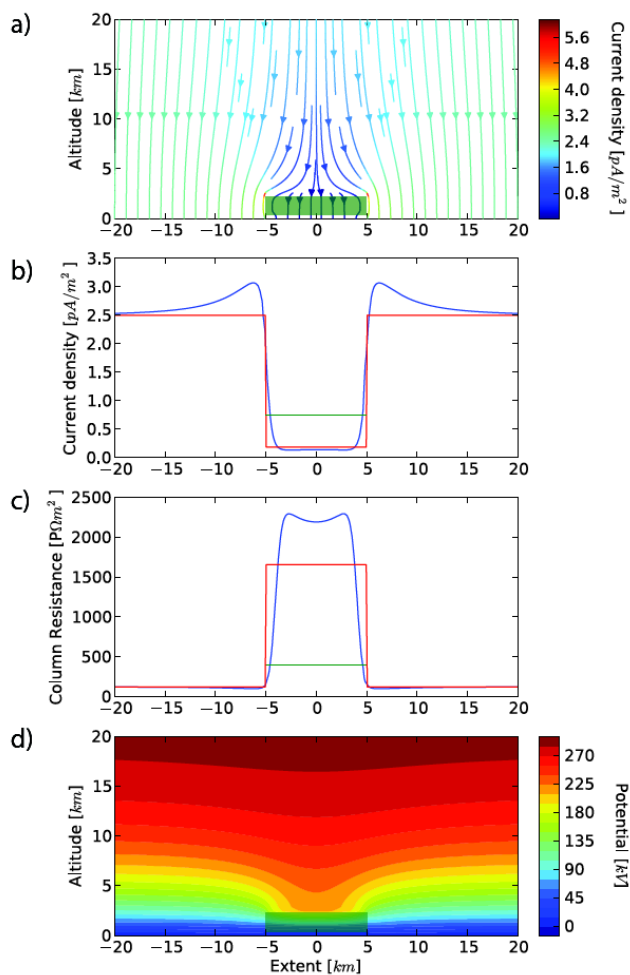 a)
20
15
10
5
0
Altitude [km]
−20 −15 −10 −5 0 5 10 15 20
5.6
4.8
4.0
3.2
2.4
1.6
0.8
Current density [pA/m²]
b)
3.5
3.0
2.5
2.0
1.5
1.0
0.5
0.0
Current density [pA/m²]
−20 −15 −10 −5 0 5 10 15 20
c)
2500
2000
1500
1000
500
0
Column Resistance [PΩm²]
−20 −15 −10 −5 0 5 10 15 20
d)
20
15
10
5
0
Altitude [km]
−20 −15 −10 −5 0 5 10 15 20
Extent [km]
270
225
180
135
90
45
0
Potential [kV]